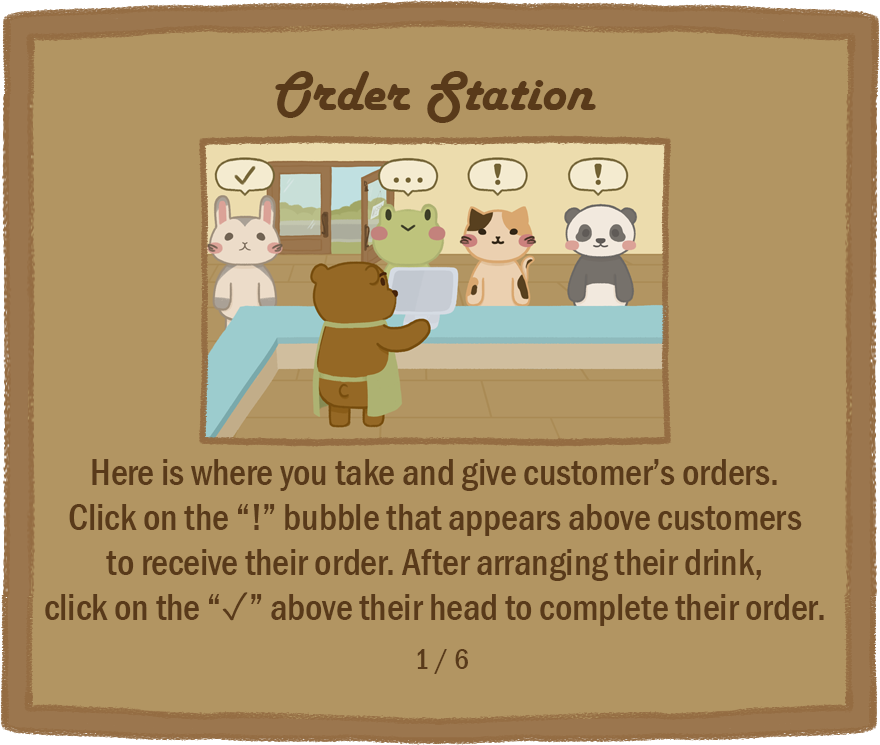 Order Station
✓ ... ! !
Here is where you take and give customer’s orders.
Click on the “!” bubble that appears above customers
to receive their order. After arranging their drink,
click on the “✓” above their head to complete their order.
1 / 6